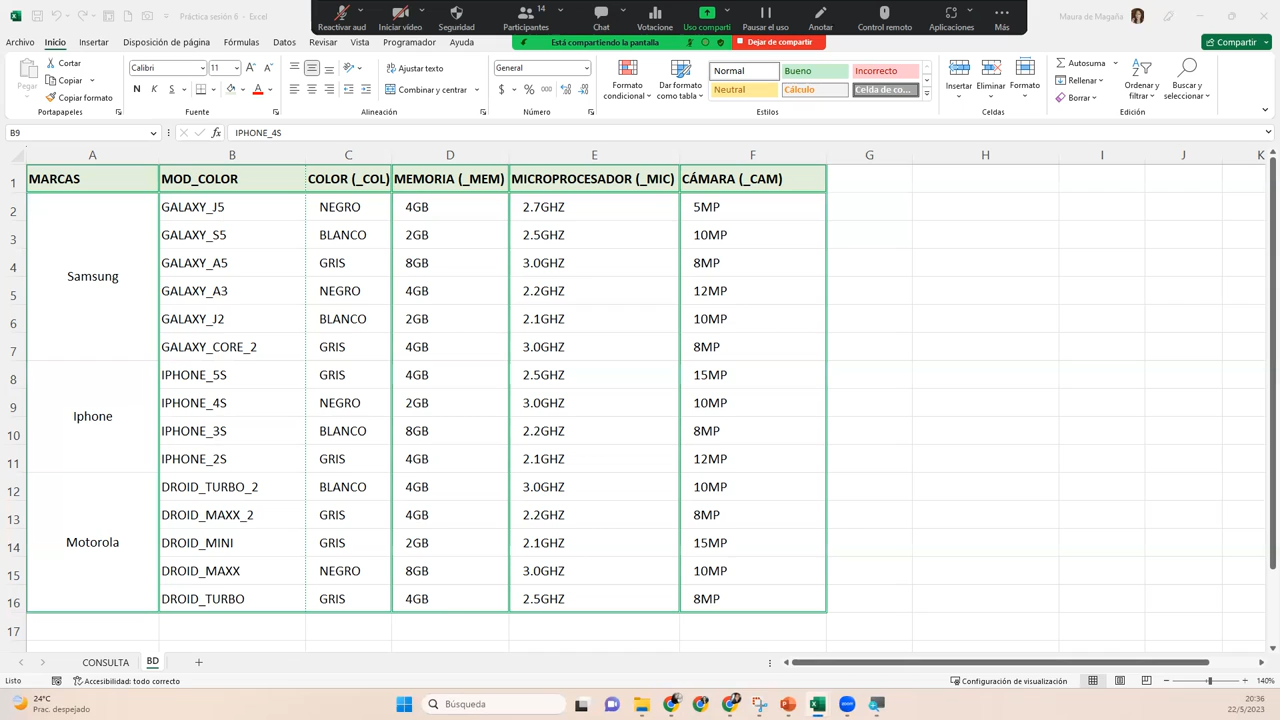 Práctica sesión 6 - Excel
Reactivar aud
Iniciar vídeo
Seguridad
Participantes
14
Chat
Votaciones
Uso comparti
Pausar
Anotar
Control remoto
Aplicaciones
Más
Maura de Magaña
Está compartiendo la pantalla
Dejar de compartir
Archiv
Inicio
Insertar
Disposición de página
Fórmulas
Datos
Revisar
Vista
Programador
Ayuda
Compartir
Pegar
Cortar
Copiar
Copiar formato
Portapapeles
Calibri
11
N
K
S
Fuente
Ajustar texto
Combinar y centrar
Alineación
General
$
%
000
Número
Formato condicional
Dar formato como tabla
Normal
Bueno
Incorrecto
Neutral
Cálculo
Celda de co...
Estilos
Insertar
Eliminar
Formato
Celdas
Autosuma
Rellenar
Borrar
Ordenar y filtrar
Buscar y seleccionar
Edición
B9
fx
IPHONE_4S
A B C D E F G H I J K
1 MARCAS MOD_COLOR COLOR (_COL) MEMORIA (_MEM) MICROPROCESADOR (_MIC) CÁMARA (_CAM)
2 GALAXY_J5 NEGRO 4GB 2.7GHZ 5MP
3 GALAXY_S5 BLANCO 2GB 2.5GHZ 10MP
4 GALAXY_A5 GRIS 8GB 3.0GHZ 8MP
Samsung
5 GALAXY_A3 NEGRO 4GB 2.2GHZ 12MP
6 GALAXY_J2 BLANCO 2GB 2.1GHZ 10MP
7 GALAXY_CORE_2 GRIS 3.0GHZ 4GB 8MP
8 IPHONE_5S GRIS 4GB 2.5GHZ 15MP
9 IPHONE_4S NEGRO 2GB 3.0GHZ 10MP
Iphone
10 IPHONE_3S BLANCO 8GB 2.2GHZ 8MP
11 IPHONE_2S GRIS 4GB 2.1GHZ 12MP
12 DROID_TURBO_2 BLANCO 4GB 3.0GHZ 10MP
13 DROID_MAXX_2 GRIS 4GB 2.2GHZ 8MP
14 Motorola DROID_MINI GRIS 2GB 2.1GHZ 15MP
15 DROID_MAXX NEGRO 8GB 3.0GHZ 10MP
16 DROID_TURBO GRIS 4GB 2.5GHZ 8MP
17
CONSULTA
BD
Listo
Accesibilidad: todo correcto
Configuración de visualización
140%
24°C
Prac. despejado
Búsqueda
zoom
20:36
22/5/2023